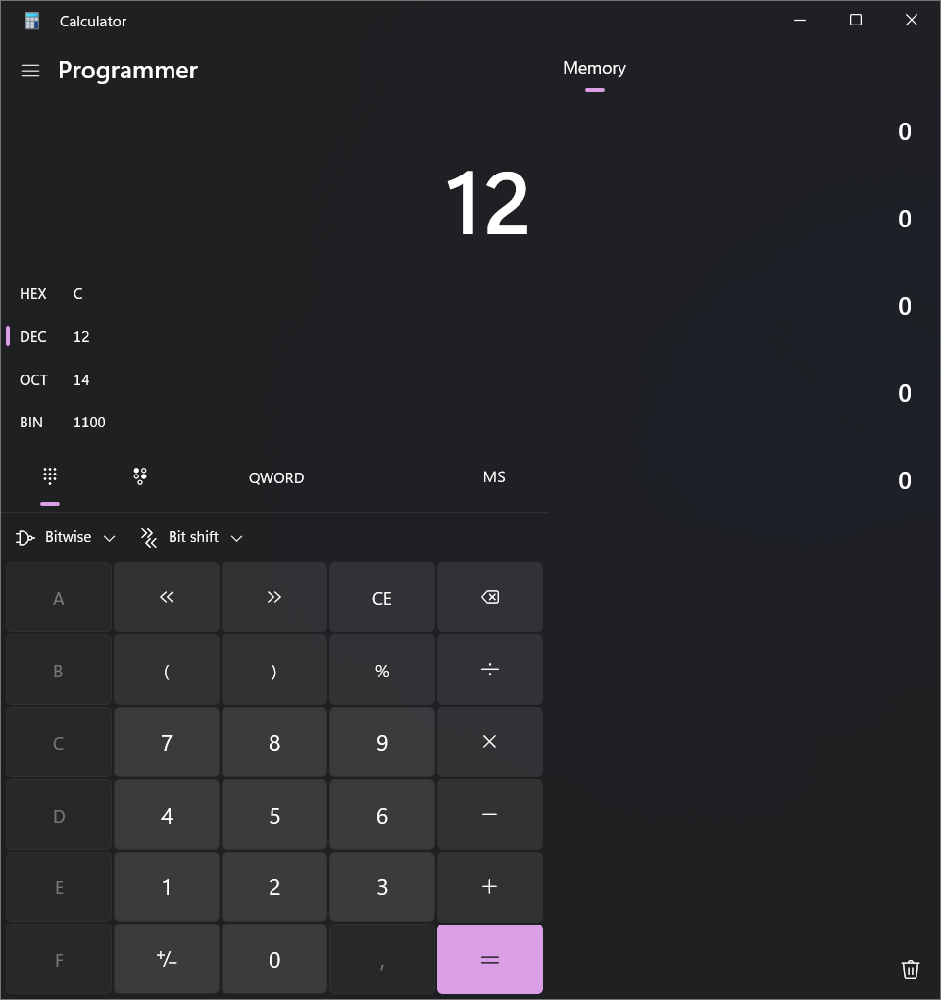 Calculator
Programmer
Memory
0
12
0
0
0
0
HEX C
DEC 12
OCT 14
BIN 1100
QWORD MS
Bitwise Bit shift
A « » CE
B ( ) % ÷
C 7 8 9 ×
D 4 5 6 −
E 1 2 3 +
F +/− 0 , =